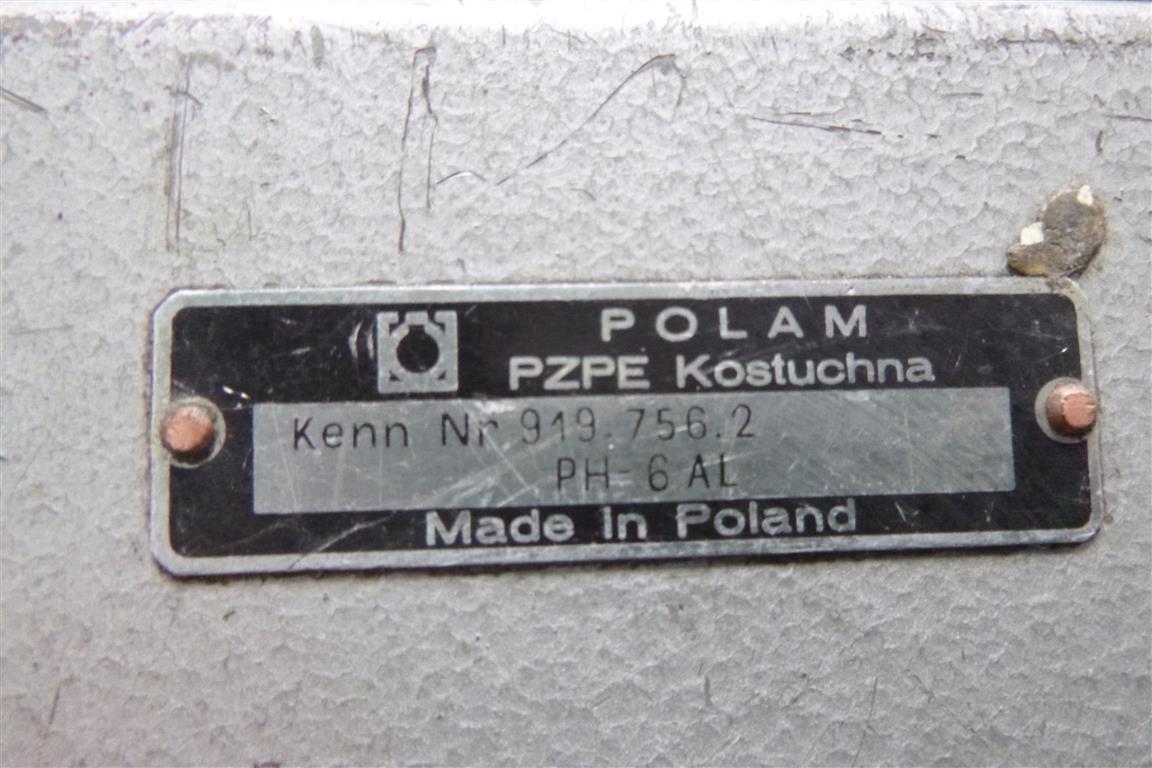 POLAM
PZPE Kostuchna
Kenn Nr 919.756.2
PH-6 AL
Made in Poland